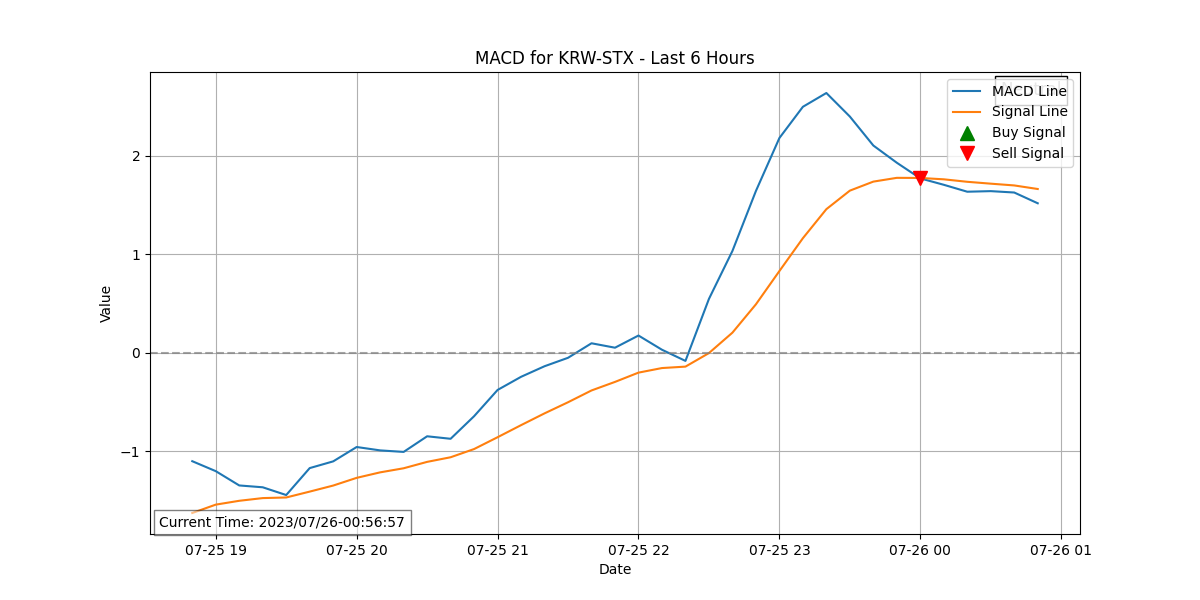 MACD for KRW-STX - Last 6 Hours
MACD Line
Signal Line
Buy Signal
Sell Signal
2
1
0
−1
Value
Current Time: 2023/07/26-00:56:57
07-25 19
07-25 20
07-25 21
07-25 22
07-25 23
07-26 00
07-26 01
Date